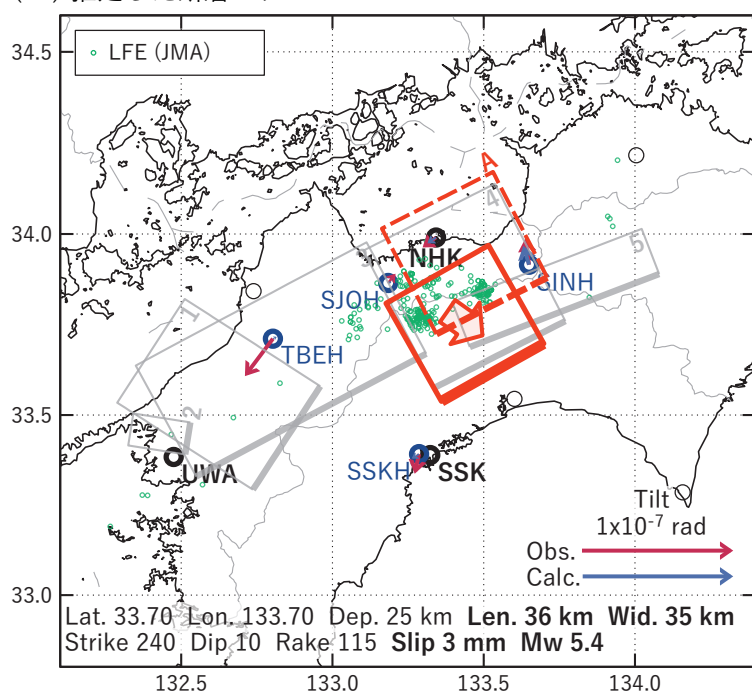 34.5
LFE (JMA)
A
4
34.0
NHK
3
5
SJOH
SINH
1
TBEH
33.5
2
UWA
SSKH
SSK
Tilt
1x10⁻⁷ rad
Obs.
Calc.
33.0
Lat. 33.70 Lon. 133.70 Dep. 25 km Len. 36 km Wid. 35 km
Strike 240 Dip 10 Rake 115 Slip 3 mm Mw 5.4
132.5 133.0 133.5 134.0